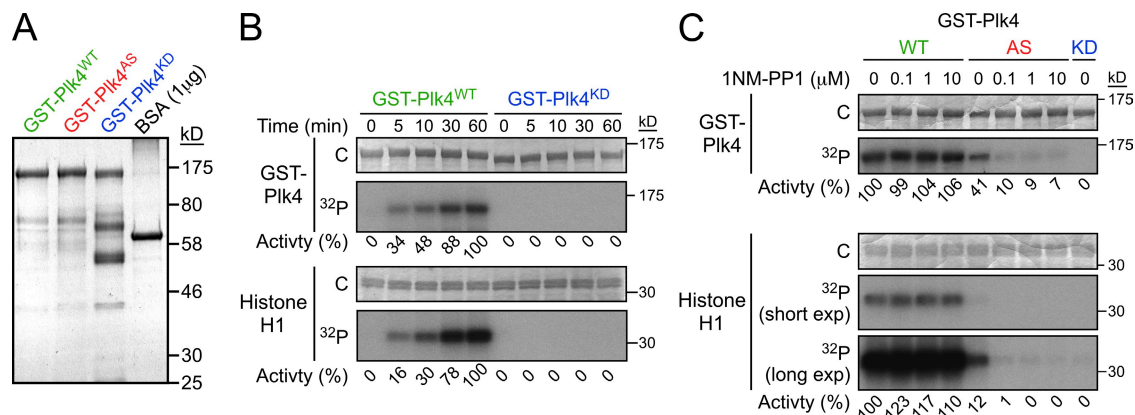 A
GST-Plk4WT
GST-Plk4AS
GST-Plk4KD
BSA (1µg)
kD
175
80
58
46
30
25
B
GST-Plk4WT GST-Plk4KD
Time (min) 0 5 10 30 60 0 5 10 30 60 kD
GST-Plk4
C 175
32P 175
Activty (%) 0 34 48 88 100 0 0 0 0 0
Histone H1
C 30
32P 30
Activty (%) 0 16 30 78 100 0 0 0 0 0
C
GST-Plk4
WT AS KD
1NM-PP1 (µM) 0 0.1 1 10 0 0.1 1 10 0 kD
GST-
Plk4
C 175
32P 175
Activty (%) 100 99 104 106 41 10 9 7 0
Histone
H1
C 30
32P
(short exp) 30
32P
(long exp) 30
Activty (%) 100 123 117 110 12 1 0 0 0